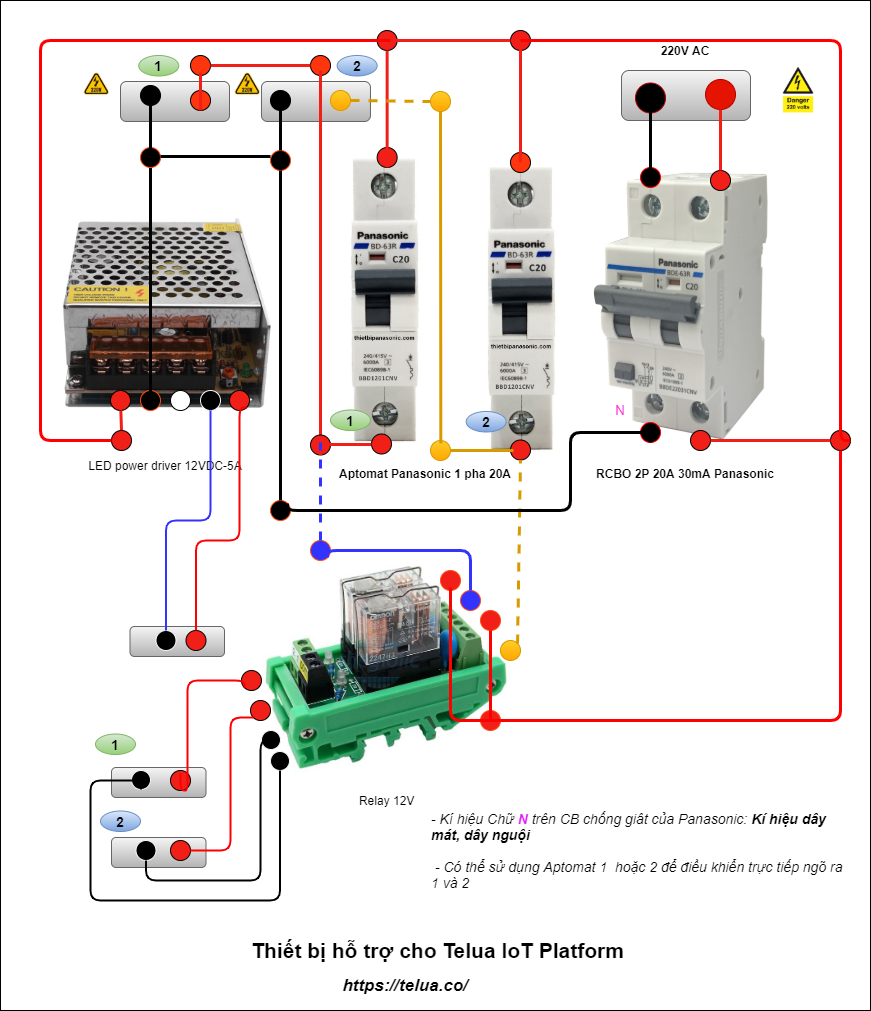 220V AC
1
2
220V
220V
Danger
220 volts
Panasonic
BD-63R
C20
Panasonic
BD-63R
C20
Panasonic
BDE-63R
C20
CAUTION !
thietbipanasonic.com
240/415V ~
6000A 3
IEC60898-1
BBD1201CNV
thietbipanasonic.com
240/415V ~
6000A 3
IEC60898-1
BBD1201CNV
240V ~
6000A 3
BBDE22031CNV
1
2
N
LED power driver 12VDC-5A
Aptomat Panasonic 1 pha 20A
RCBO 2P 20A 30mA Panasonic
1
2
Relay 12V
- Kí hiệu Chữ N trên CB chống giật của Panasonic: Kí hiệu dây
mát, dây nguội
- Có thể sử dụng Aptomat 1 hoặc 2 để điều khiển trực tiếp ngõ ra
1 và 2
Thiết bị hỗ trợ cho Telua IoT Platform
https://telua.co/